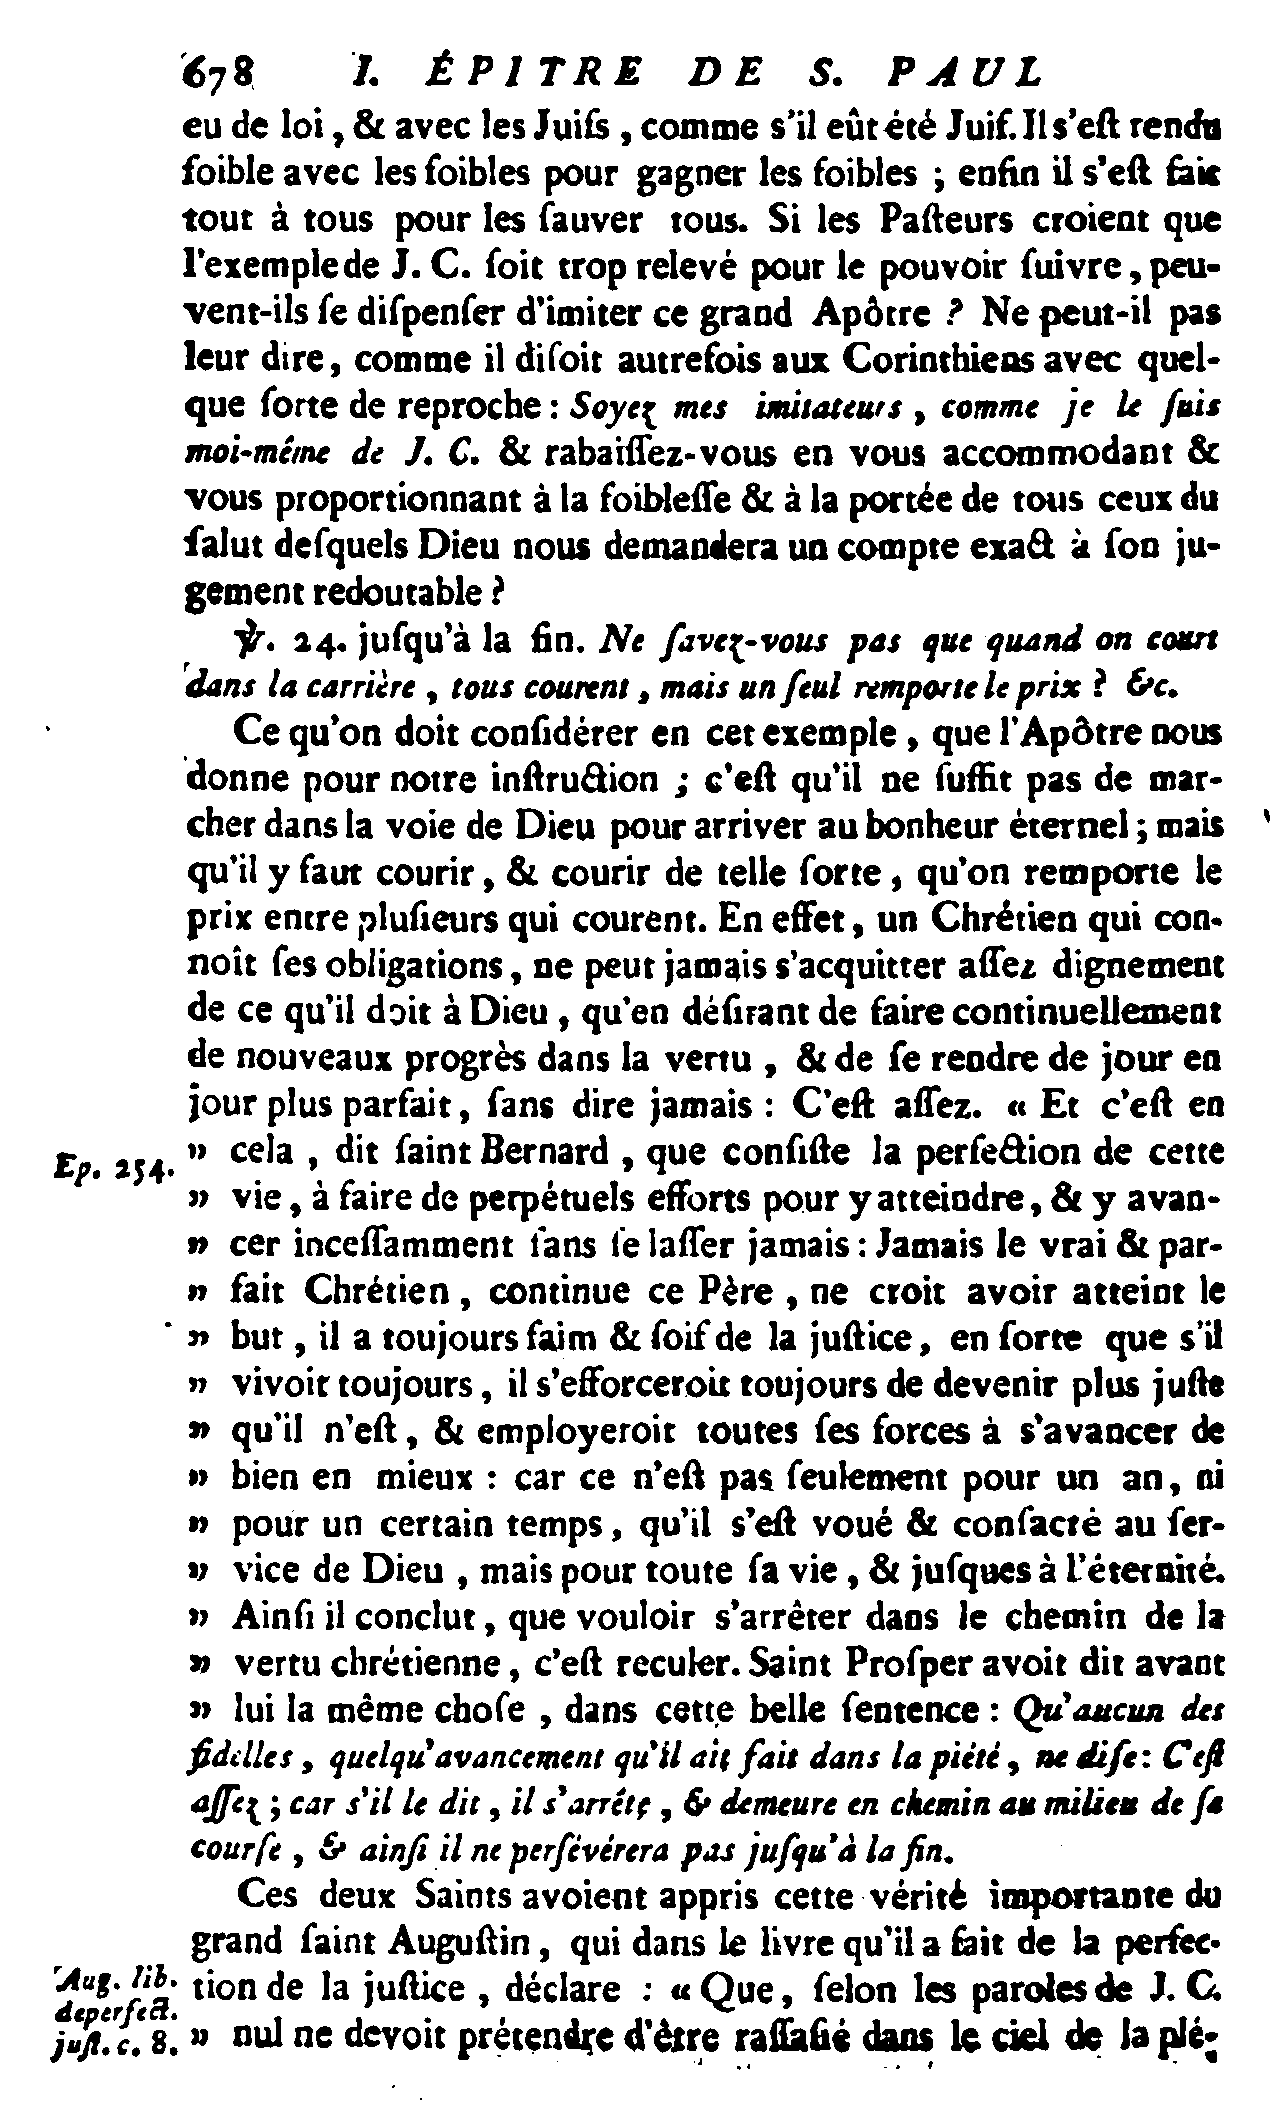 678 I. ÉPITRE DE S. PAUL
eu de loi, & avec les Juifs, comme s'il eût été Juif. Il s'eſt rendu
foible avec les foibles pour gagner les foibles ; enfin il s'eſt fait
tout à tous pour les ſauver tous. Si les Paſteurs croient que
l'exemple de J. C. ſoit trop relevé pour le pouvoir ſuivre, peu-
vent-ils ſe diſpenſer d'imiter ce grand Apôtre ? Ne peut-il pas
leur dire, comme il diſoit autrefois aux Corinthiens avec quel-
que ſorte de reproche : Soyez mes imitateurs, comme je le ſuis
moi-même de J. C. & rabaiſſez-vous en vous accommodant &
vous proportionnant à la foibleſſe & à la portée de tous ceux du
ſalut deſquels Dieu nous demandera un compte exact à ſon ju-
gement redoutable ?
℣. 24. juſqu'à la fin. Ne ſavez-vous pas que quand on court
dans la carrière, tous courent, mais un ſeul remporte le prix ? &c.
Ce qu'on doit conſidérer en cet exemple, que l'Apôtre nous
donne pour notre inſtruction ; c'eſt qu'il ne ſuffit pas de mar-
cher dans la voie de Dieu pour arriver au bonheur éternel ; mais
qu'il y faut courir, & courir de telle ſorte, qu'on remporte le
prix entre pluſieurs qui courent. En effet, un Chrétien qui con-
noît ſes obligations, ne peut jamais s'acquitter aſſez dignement
de ce qu'il doit à Dieu, qu'en déſirant de faire continuellement
de nouveaux progrès dans la vertu, & de ſe rendre de jour en
jour plus parfait, ſans dire jamais : C'eſt aſſez. « Et c'eſt en
Ep. 254. » cela, dit ſaint Bernard, que conſiſte la perfection de cette
» vie, à faire de perpétuels efforts pour y atteindre, & y avan-
» cer inceſſamment ſans ſe laſſer jamais : Jamais le vrai & par-
» fait Chrétien, continue ce Père, ne croit avoir atteint le
» but, il a toujours faim & ſoif de la juſtice, en ſorte que s'il
» vivoit toujours, il s'efforceroit toujours de devenir plus juſte
» qu'il n'eſt, & employeroit toutes ſes forces à s'avancer de
» bien en mieux : car ce n'eſt pas ſeulement pour un an, ni
» pour un certain temps, qu'il s'eſt voué & conſacré au ſer-
» vice de Dieu, mais pour toute ſa vie, & juſques à l'éternité.
» Ainſi il conclut, que vouloir s'arrêter dans le chemin de la
» vertu chrétienne, c'eſt reculer. Saint Proſper avoit dit avant
» lui la même choſe, dans cette belle ſentence : Qu'aucun des
fidelles, quelqu'avancement qu'il ait fait dans la piété, ne diſe : C'eſt
aſſez ; car s'il le dit, il s'arrête, & demeure en chemin au milieu de ſa
courſe, & ainſi il ne perſévérera pas juſqu'à la fin.
Ces deux Saints avoient appris cette vérité importante du
grand ſaint Auguſtin, qui dans le livre qu'il a fait de la perfec-
Aug. lib. tion de la juſtice, déclare : « Que, ſelon les paroles de J. C.
de perfect.
juſt. c. 8. » nul ne devoit prétendre d'être raſſaſié dans le ciel de la plé-